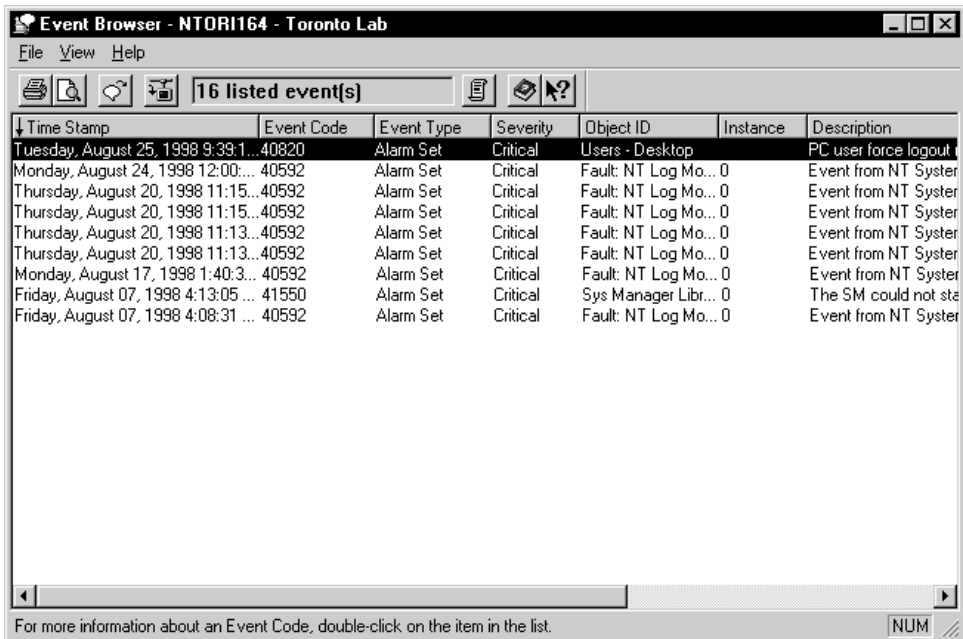 Event Browser - NTORI164 - Toronto Lab
File View Help
16 listed event(s)
Time Stamp Event Code Event Type Severity Object ID Instance Description
Tuesday, August 25, 1998 9:39:1... 40820 Alarm Set Critical Users - Desktop PC user force logout
Monday, August 24, 1998 12:00:... 40592 Alarm Set Critical Fault: NT Log Mo... 0 Event from NT System
Thursday, August 20, 1998 11:15... 40592 Alarm Set Critical Fault: NT Log Mo... 0 Event from NT System
Thursday, August 20, 1998 11:15... 40592 Alarm Set Critical Fault: NT Log Mo... 0 Event from NT System
Thursday, August 20, 1998 11:13... 40592 Alarm Set Critical Fault: NT Log Mo... 0 Event from NT System
Thursday, August 20, 1998 11:13... 40592 Alarm Set Critical Fault: NT Log Mo... 0 Event from NT System
Monday, August 17, 1998 1:40:3... 40592 Alarm Set Critical Fault: NT Log Mo... 0 Event from NT System
Friday, August 07, 1998 4:13:05 ... 41550 Alarm Set Critical Sys Manager Libr... 0 The SM could not sta
Friday, August 07, 1998 4:08:31 ... 40592 Alarm Set Critical Fault: NT Log Mo... 0 Event from NT System
For more information about an Event Code, double-click on the item in the list.
NUM